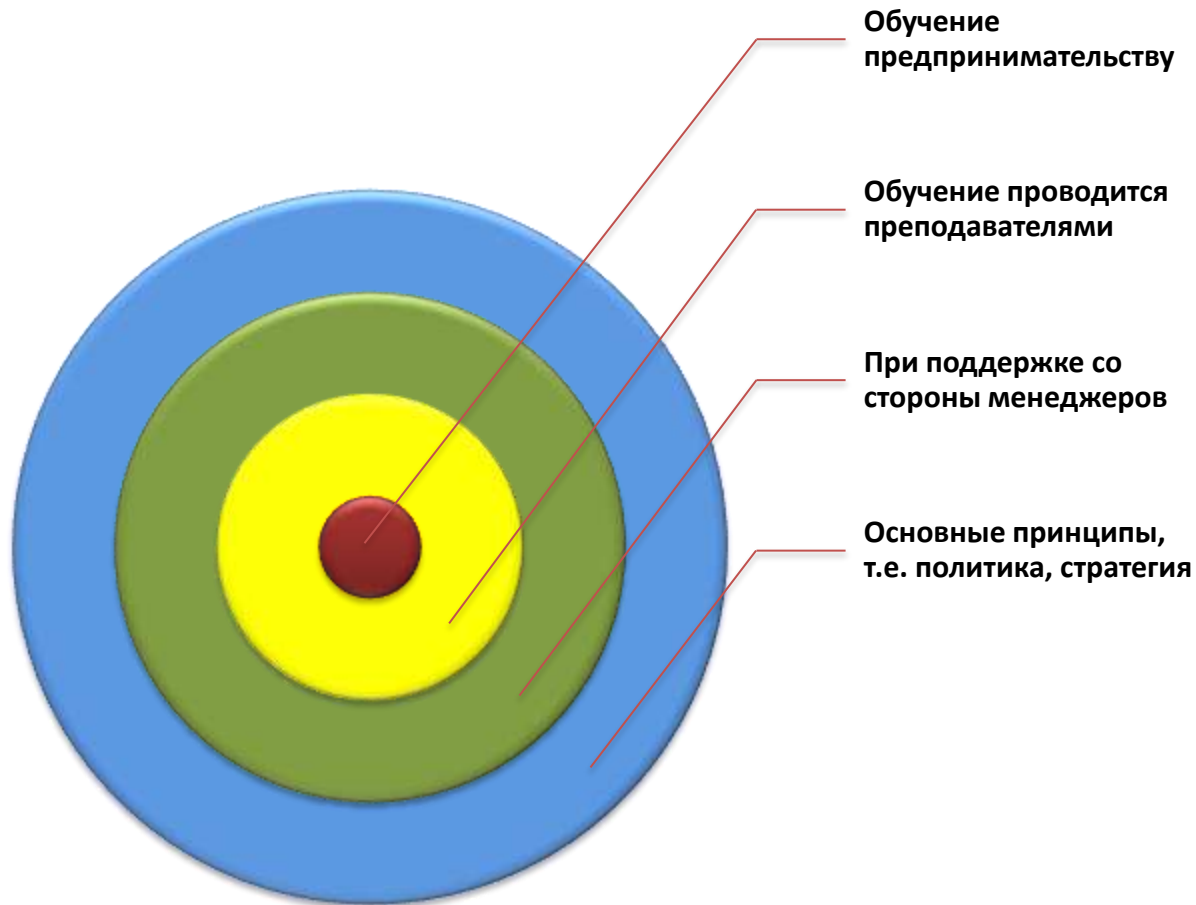 Обучение
предпринимательству
Обучение проводится
преподавателями
При поддержке со
стороны менеджеров
Основные принципы,
т.е. политика, стратегия